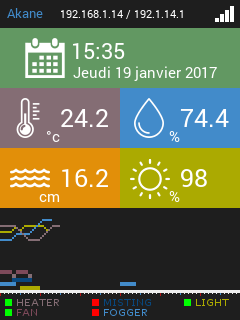 Akane 192.168.1.14 / 192.1.14.1
15:35
Jeudi 19 janvier 2017
24.2 °c
74.4 %
16.2 cm
98 %
HEATER MISTING LIGHT
FAN FOGGER